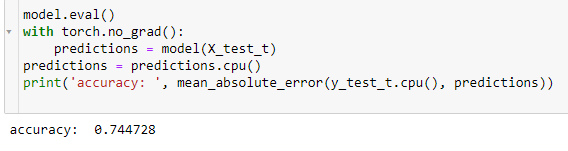 model.eval()
with torch.no_grad():
    predictions = model(X_test_t)
predictions = predictions.cpu()
print('accuracy: ', mean_absolute_error(y_test_t.cpu(), predictions))
accuracy:  0.744728